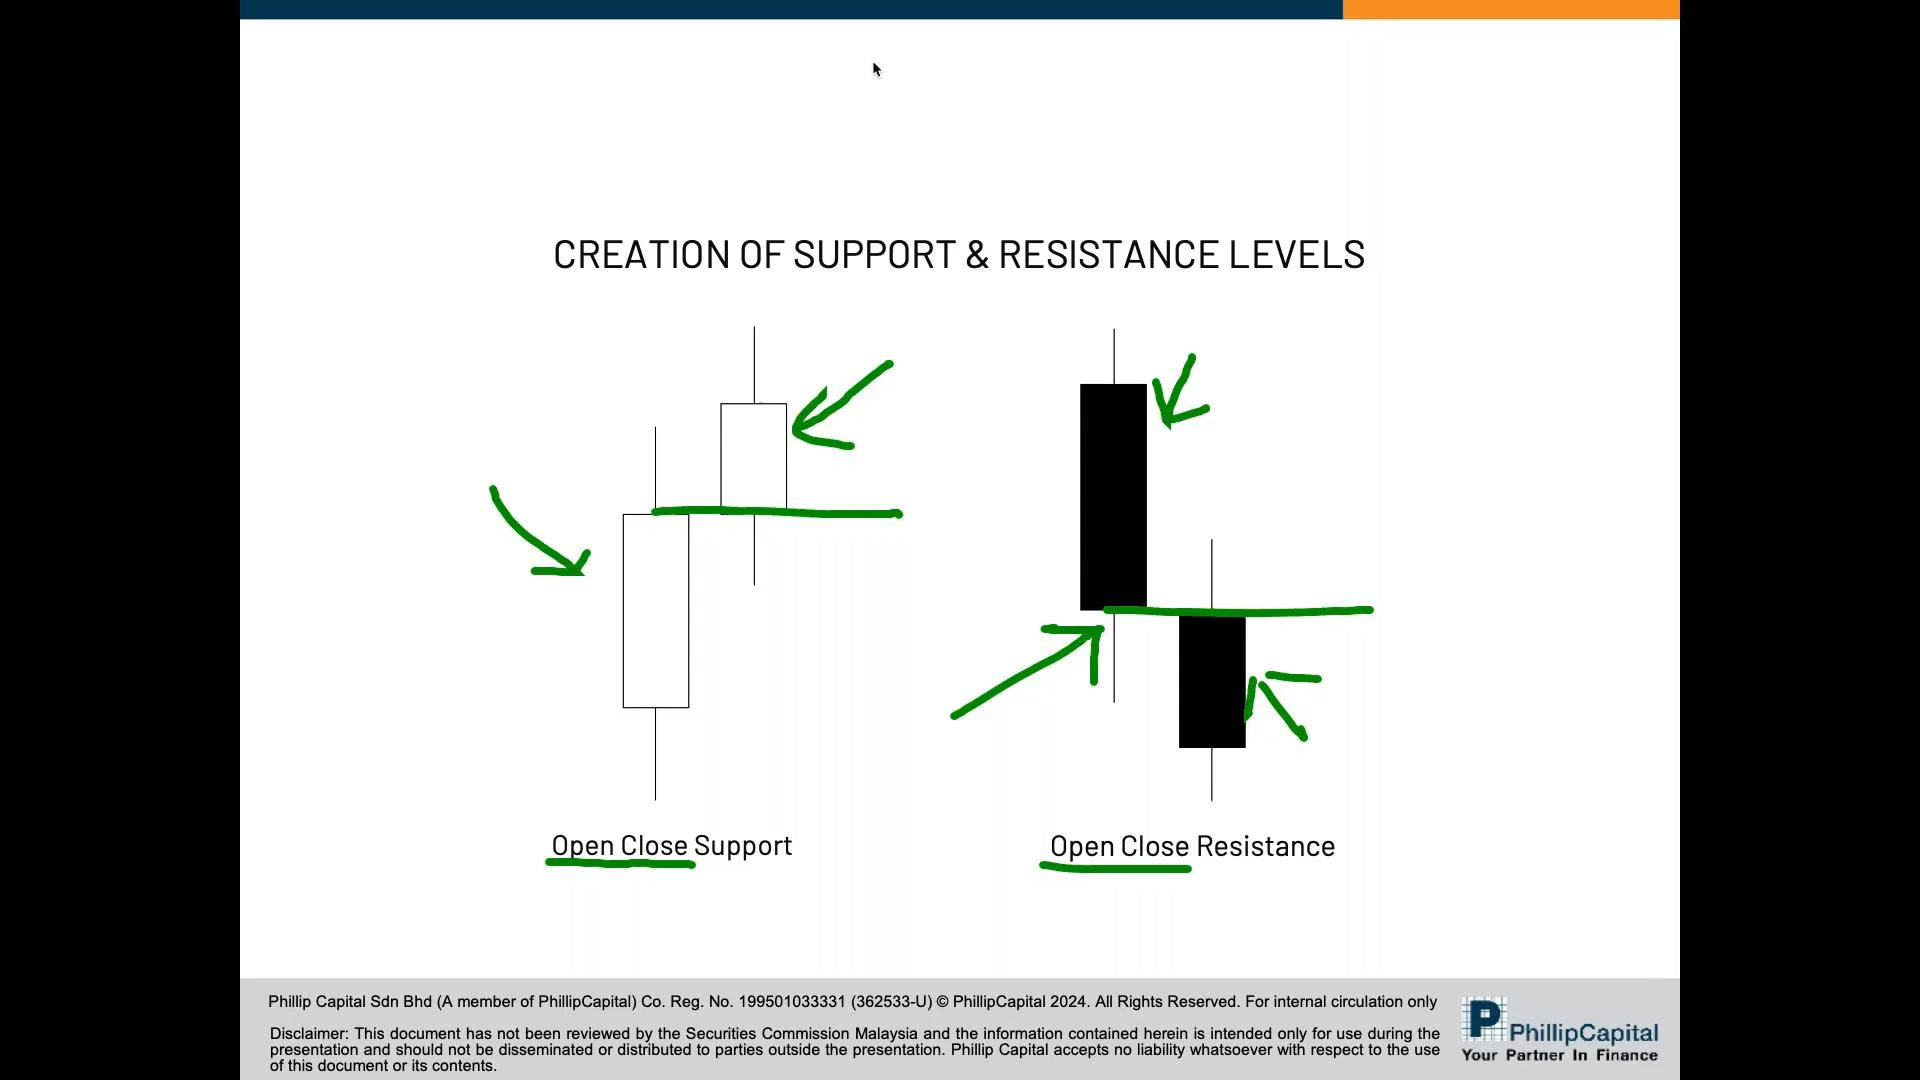 CREATION OF SUPPORT & RESISTANCE LEVELS
Open Close Support
Open Close Resistance
Phillip Capital Sdn Bhd (A member of PhillipCapital) Co. Reg. No. 199501033331 (362533-U) © PhillipCapital 2024. All Rights Reserved. For internal circulation only
Disclaimer: This document has not been reviewed by the Securities Commission Malaysia and the information contained herein is intended only for use during the
presentation and should not be disseminated or distributed to parties outside the presentation. Phillip Capital accepts no liability whatsoever with respect to the use
of this document or its contents.
P
PhillipCapital
Your Partner In Finance